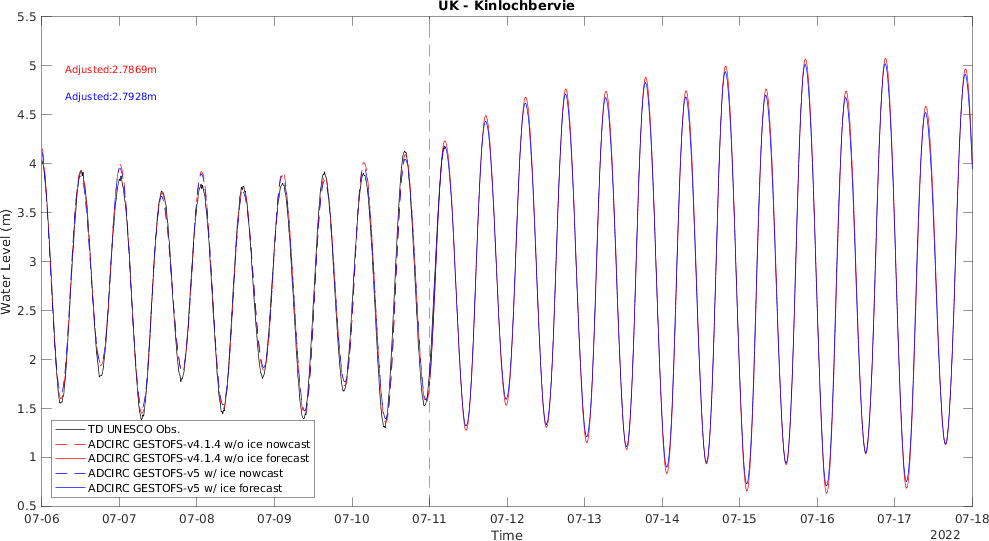 UK - Kinlochbervie
5.5
5
4.5
4
3.5
3
2.5
2
1.5
1
0.5
Water Level (m)
Adjusted:2.7869m
Adjusted:2.7928m
TD UNESCO Obs.
ADCIRC GESTOFS-v4.1.4 w/o ice nowcast
ADCIRC GESTOFS-v4.1.4 w/o ice forecast
ADCIRC GESTOFS-v5 w/ ice nowcast
ADCIRC GESTOFS-v5 w/ ice forecast
07-06 07-07 07-08 07-09 07-10 07-11 07-12 07-13 07-14 07-15 07-16 07-17 07-18
Time
2022